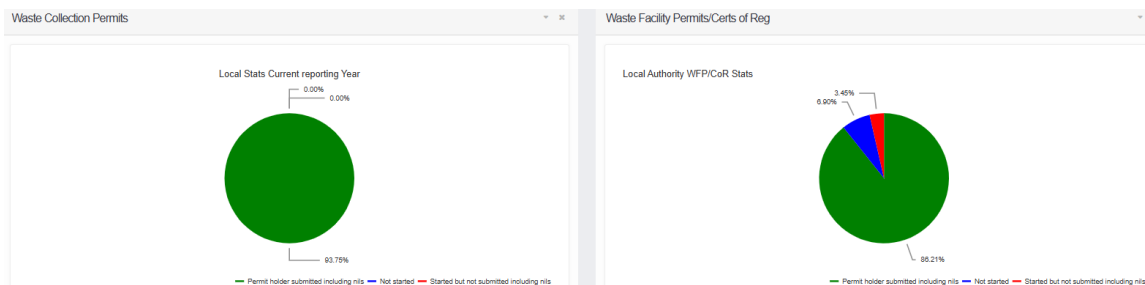 Waste Collection Permits
Local Stats Current reporting Year
0.00%
0.00%
93.75%
Permit holder submitted including nils Not started Started but not submitted including nils
Waste Facility Permits/Certs of Reg
Local Authority WFP/CoR Stats
3.45%
6.90%
86.21%
Permit holder submitted including nils Not started Started but not submitted including nils